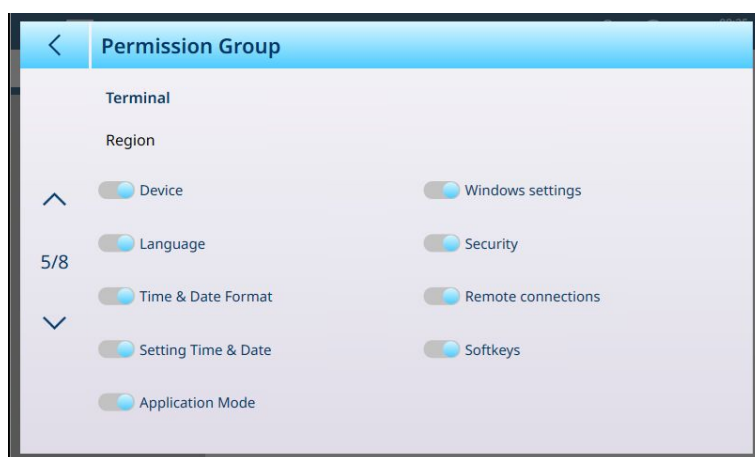 Permission Group
Terminal
Region
Device
Windows settings
Language
Security
5/8
Time & Date Format
Remote connections
Setting Time & Date
Softkeys
Application Mode